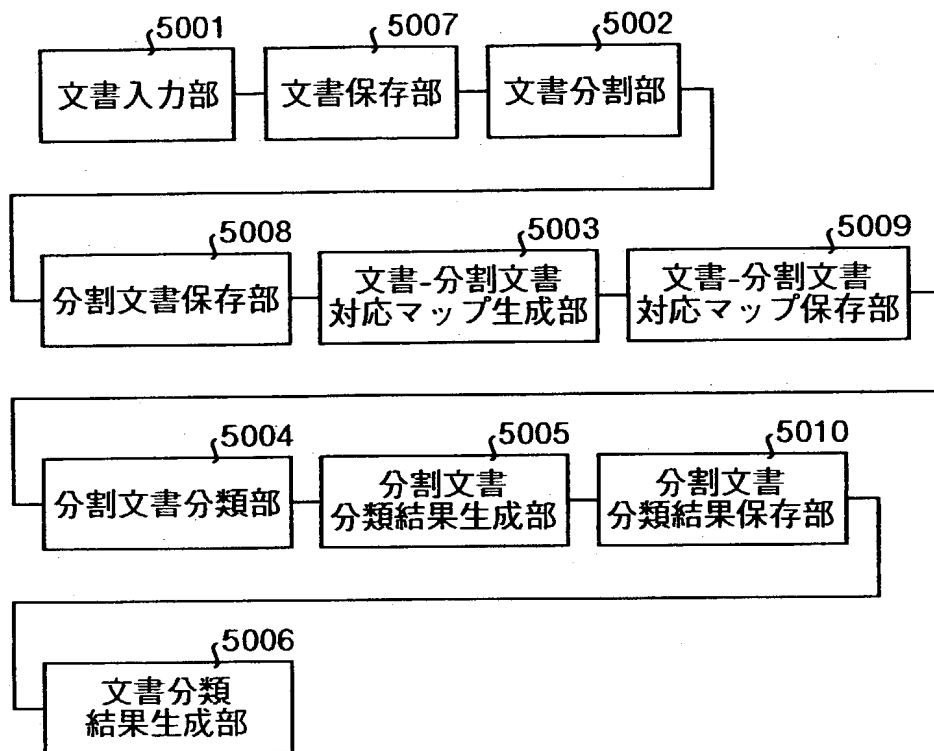 5001
文書入力部
5007
文書保存部
5002
文書分割部
5008
分割文書保存部
5003
文書-分割文書
対応マップ生成部
5009
文書-分割文書
対応マップ保存部
5004
分割文書分類部
5005
分割文書
分類結果生成部
5010
分割文書
分類結果保存部
5006
文書分類
結果生成部